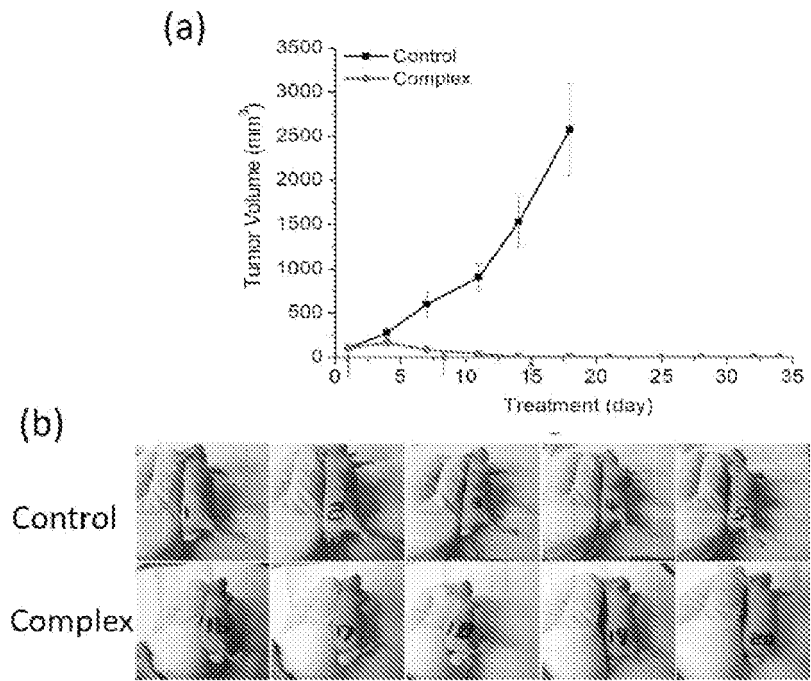 (a)
3500
3000
2500
2000
1500
1000
500
0
Tumor Volume (mm³)
Control
Complex
0 5 10 15 20 25 30 35
Treatment (day)
(b)
Control
Complex